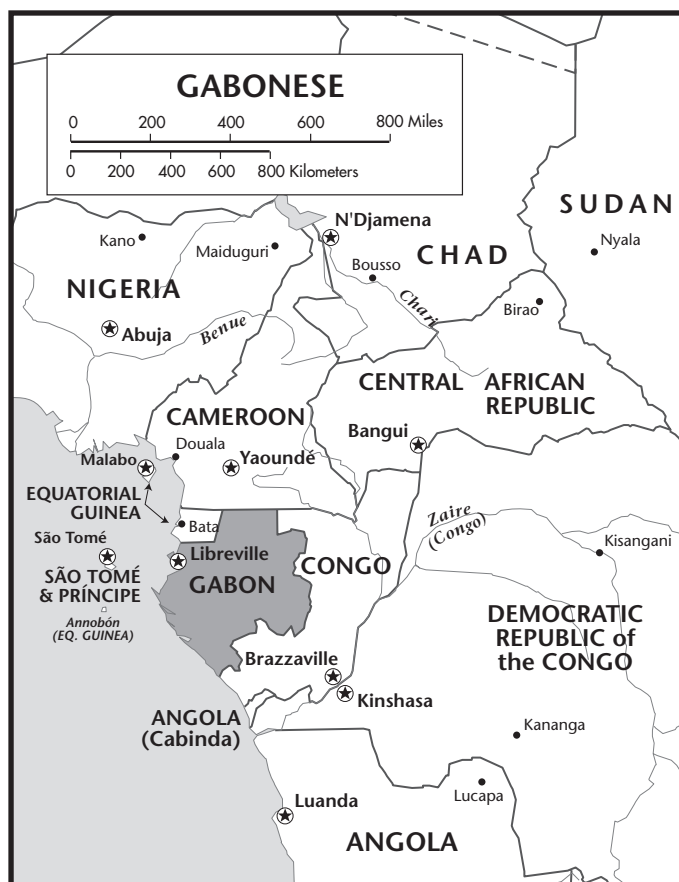 GABONESE
0 200 400 600 800 Miles
0 200 400 600 800 Kilometers
SUDAN
N'Djamena
Kano
Maiduguri
CHAD
Nyala
Bousso
NIGERIA
Chari
Birao
Abuja
Benue
CENTRAL AFRICAN
REPUBLIC
CAMEROON
Bangui
Douala
Malabo
Yaoundé
EQUATORIAL
GUINEA
Zaire
(Congo)
Bata
São Tomé
Libreville
CONGO
Kisangani
GABON
SÃO TOMÉ
& PRÍNCIPE
Annobón
(EQ. GUINEA)
DEMOCRATIC
REPUBLIC of
the CONGO
Brazzaville
Kinshasa
ANGOLA
(Cabinda)
Kananga
Lucapa
Luanda
ANGOLA